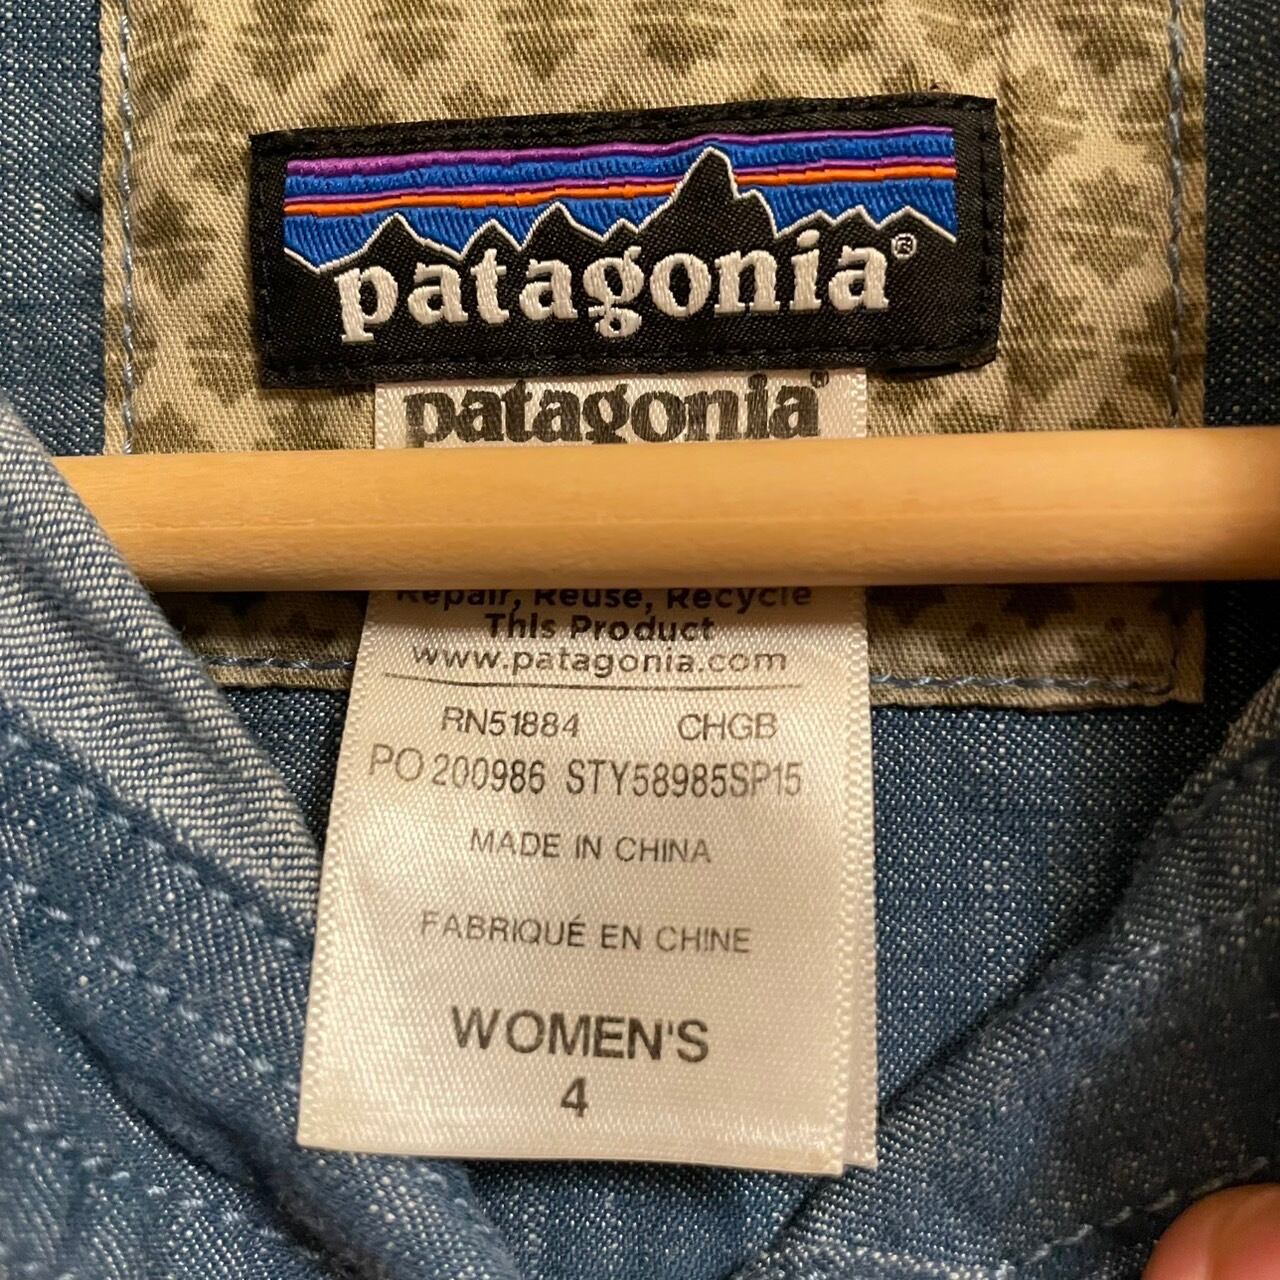 patagonia®
patagonia®
Repair, Reuse, Recycle
This Product
www.patagonia.com
RN51884 CHGB
PO 200986 STY58985SP15
MADE IN CHINA
FABRIQUÉ EN CHINE
WOMEN'S
4